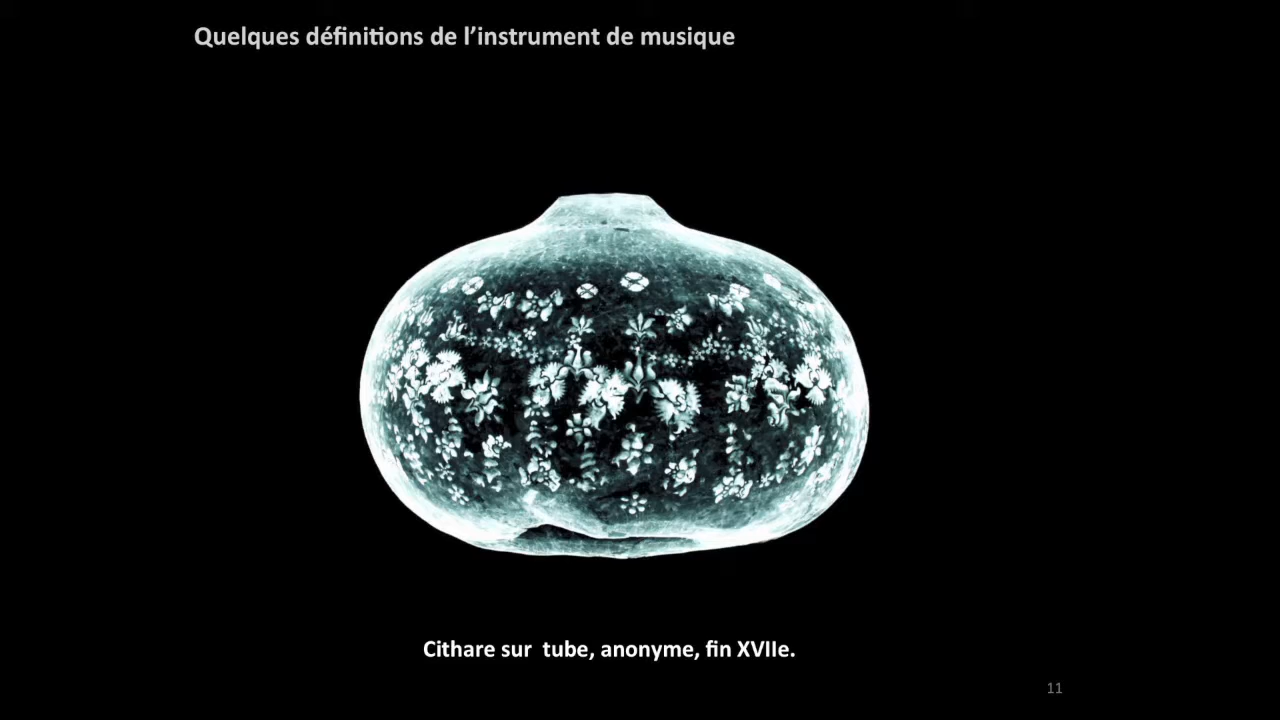 Quelques définitions de l’instrument de musique
Cithare sur tube, anonyme, fin XVIIe.
11